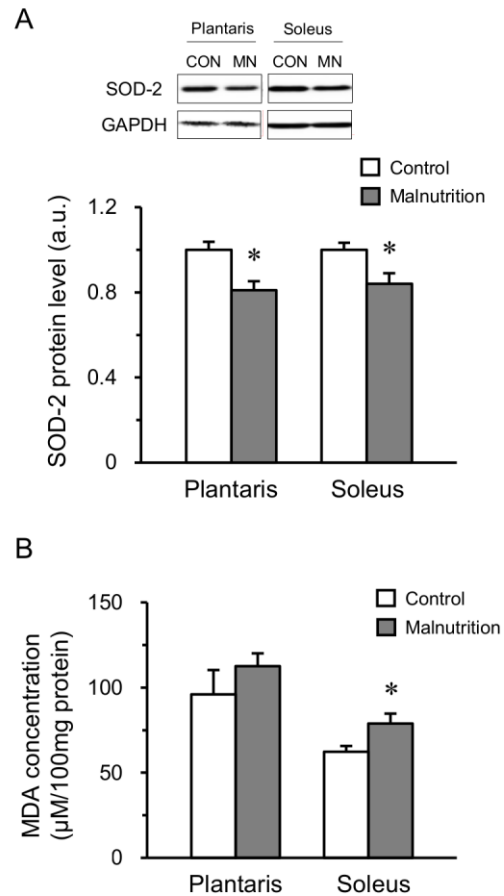 A
Plantaris Soleus
CON MN CON MN
SOD-2
GAPDH
Control
Malnutrition
SOD-2 protein level (a.u.)
1.2
0.8
0.4
0
* *
Plantaris Soleus
B
Control
Malnutrition
MDA concentration
(μM/100mg protein)
150
100
50
0
*
Plantaris Soleus